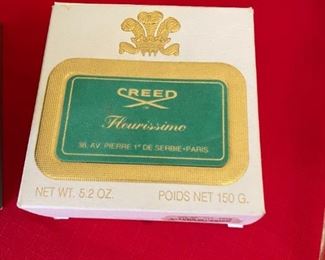 CREED
Fleurissimo
38, AV. PIERRE 1er DE SERBIE - PARIS
NET WT. 5.2 OZ. POIDS NET 150 G.